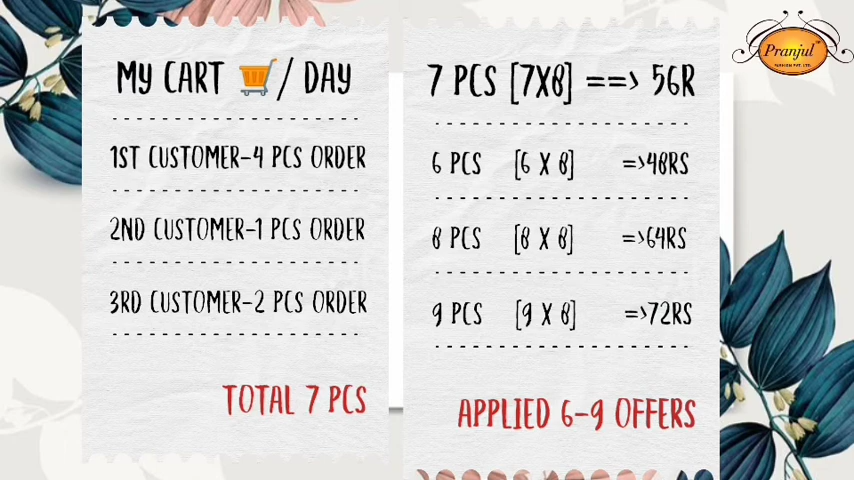 MY CART 🛒/ DAY
1ST CUSTOMER-4 PCS ORDER
2ND CUSTOMER-1 PCS ORDER
3RD CUSTOMER-2 PCS ORDER
TOTAL 7 PCS
7 PCS [7X8] ==> 56R
6 PCS [6 X 8] =>48RS
8 PCS [8 X 8] =>64RS
9 PCS [9 X 8] =>72RS
APPLIED 6-9 OFFERS
Pranjul